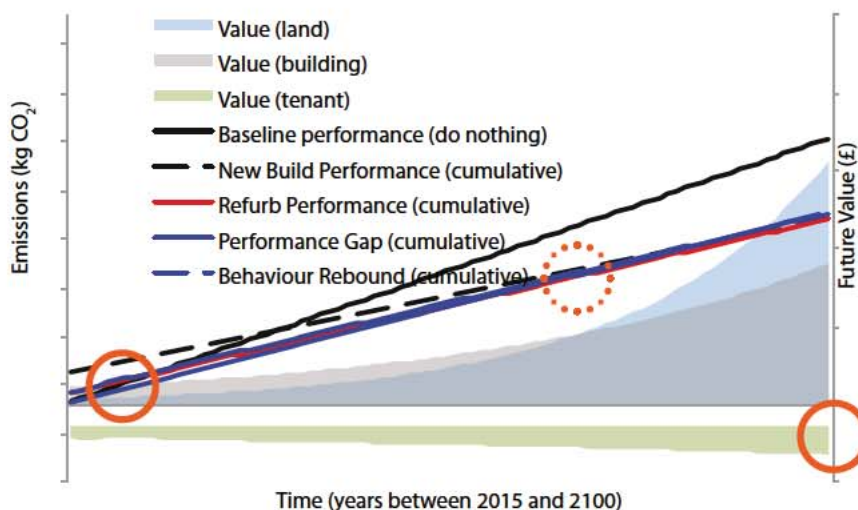 Value (land)
Value (building)
Value (tenant)
Baseline performance (do nothing)
New Build Performance (cumulative)
Refurb Performance (cumulative)
Performance Gap (cumulative)
Behaviour Rebound (cumulative)
Emissions (kg CO₂)
Future Value (£)
Time (years between 2015 and 2100)